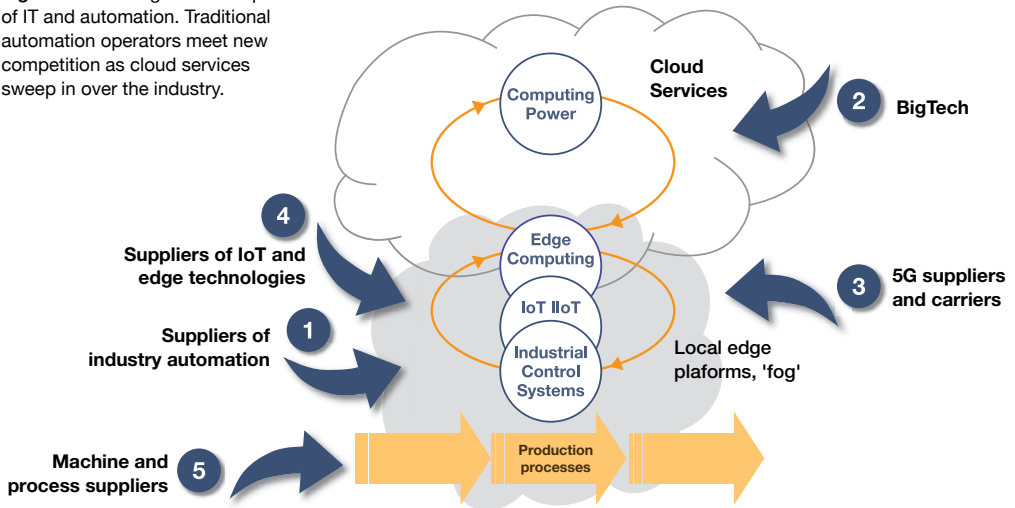 of IT and automation. Traditional
automation operators meet new
competition as cloud services
sweep in over the industry.
Computing
Power
Cloud
Services
2
BigTech
4
Suppliers of IoT and
edge technologies
Edge
Computing
3
5G suppliers
and carriers
IoT IIoT
1
Suppliers of
industry automation
Industrial
Control
Systems
Local edge
plaforms, 'fog'
Machine and
process suppliers
5
Production
processes